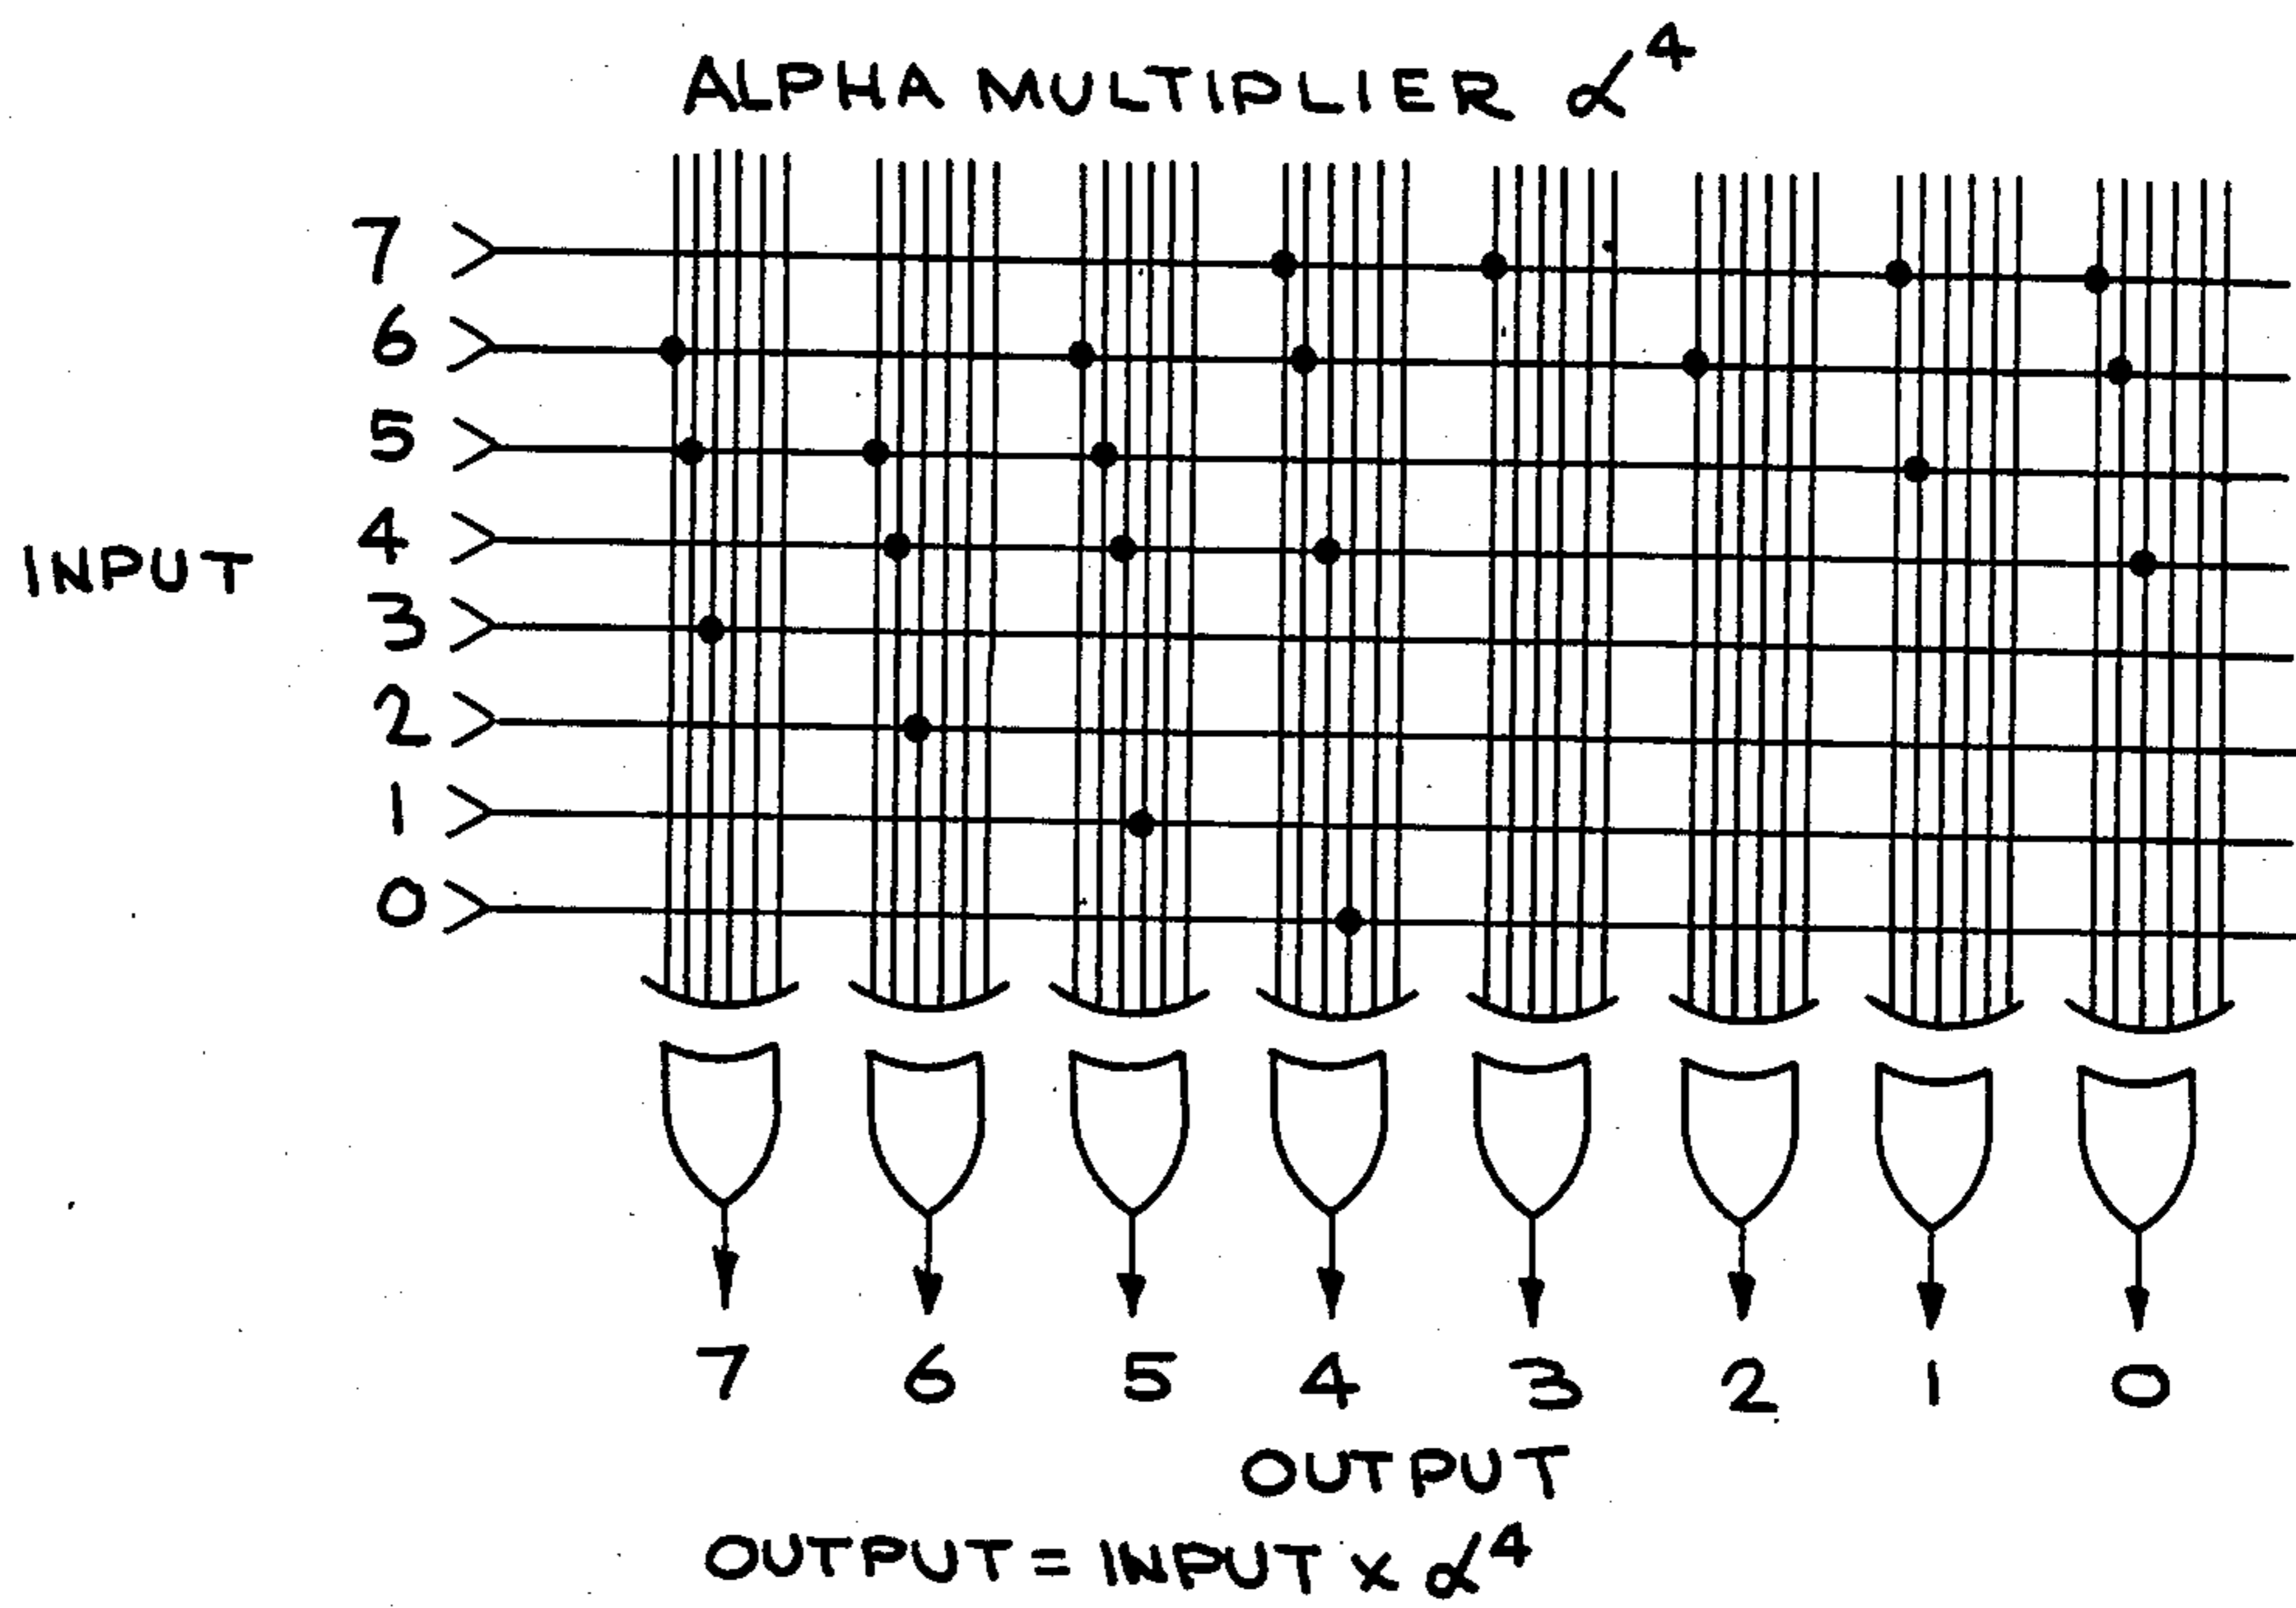 ALPHA MULTIPLIER α⁴
7
6
5
4
INPUT
3
2
1
0
7 6 5 4 3 2 1 0
OUTPUT
OUTPUT = INPUT x α⁴